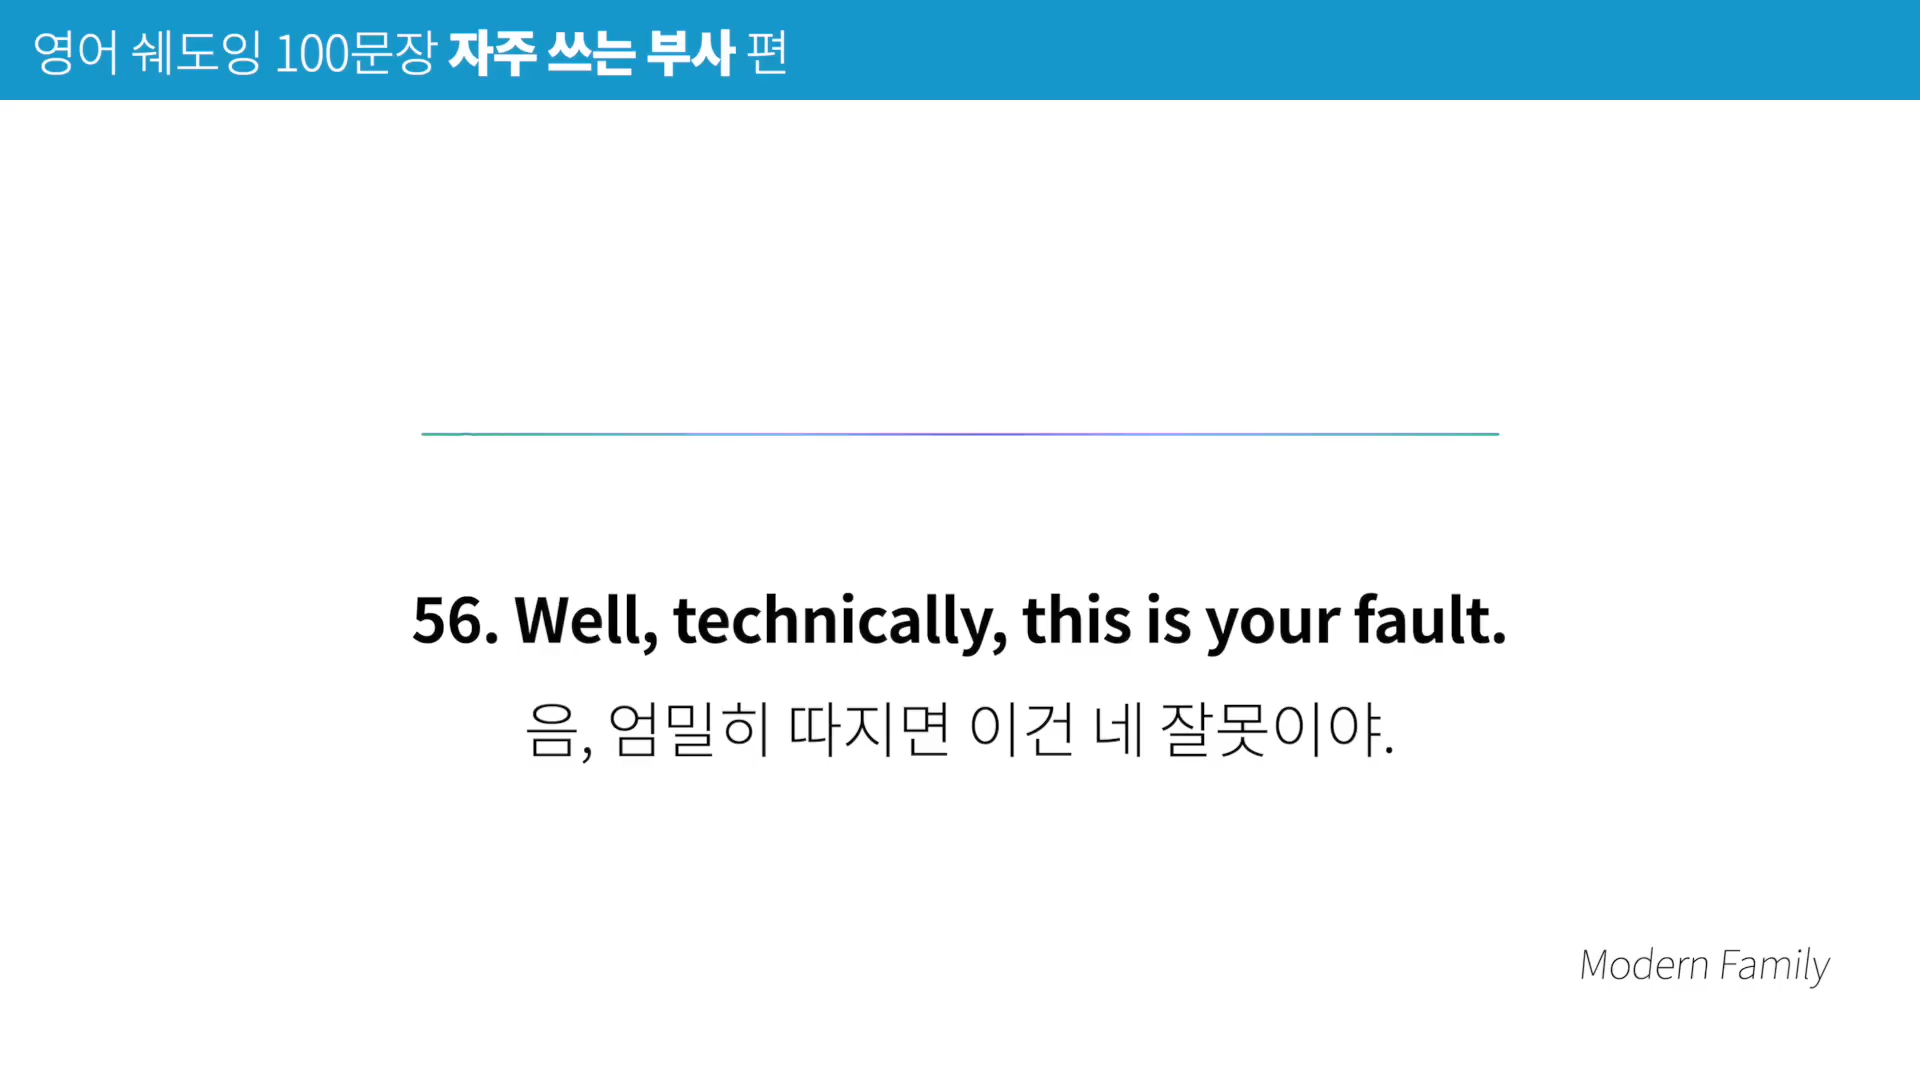 영어 쉐도잉 100문장 자주 쓰는 부사 편
56. Well, technically, this is your fault.
음, 엄밀히 따지면 이건 네 잘못이야.
Modern Family